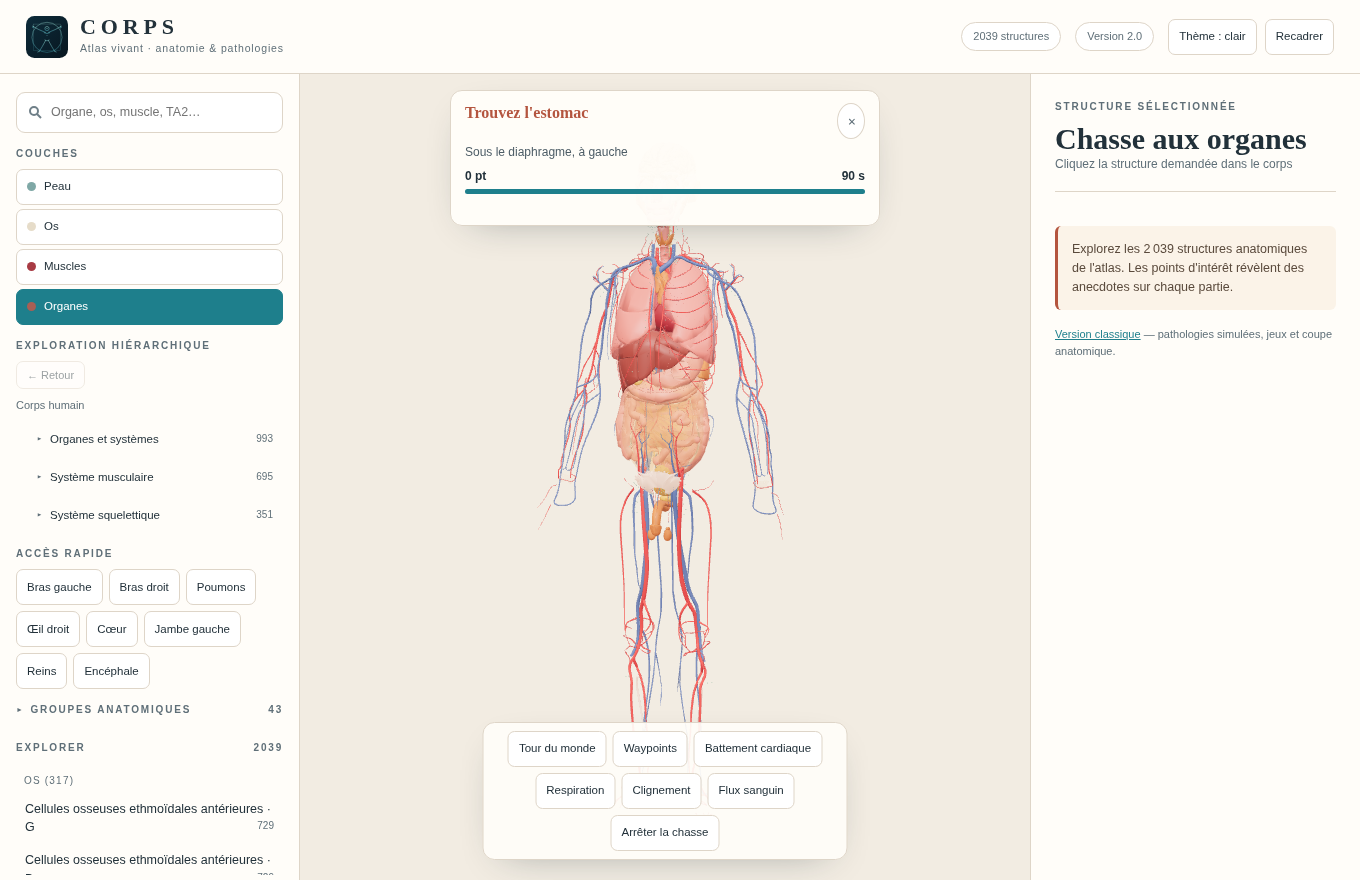 CORPS
Atlas vivant · anatomie & pathologies
2039 structures
Version 2.0
Thème : clair
Recadrer
Organe, os, muscle, TA2…
COUCHES
Peau
Os
Muscles
Organes
EXPLORATION HIÉRARCHIQUE
← Retour
Corps humain
▸ Organes et systèmes 993
▸ Système musculaire 695
▸ Système squelettique 351
ACCÈS RAPIDE
Bras gauche
Bras droit
Poumons
Œil droit
Cœur
Jambe gauche
Reins
Encéphale
▸ GROUPES ANATOMIQUES 43
EXPLORER 2039
OS (317)
Cellules osseuses ethmoïdales antérieures ·
G 729
Cellules osseuses ethmoïdales antérieures ·
Trouvez l'estomac
×
Sous le diaphragme, à gauche
0 pt 90 s
Tour du monde
Waypoints
Battement cardiaque
Respiration
Clignement
Flux sanguin
Arrêter la chasse
STRUCTURE SÉLECTIONNÉE
Chasse aux organes
Cliquez la structure demandée dans le corps
Explorez les 2 039 structures anatomiques
de l'atlas. Les points d'intérêt révèlent des
anecdotes sur chaque partie.
Version classique — pathologies simulées, jeux et coupe
anatomique.